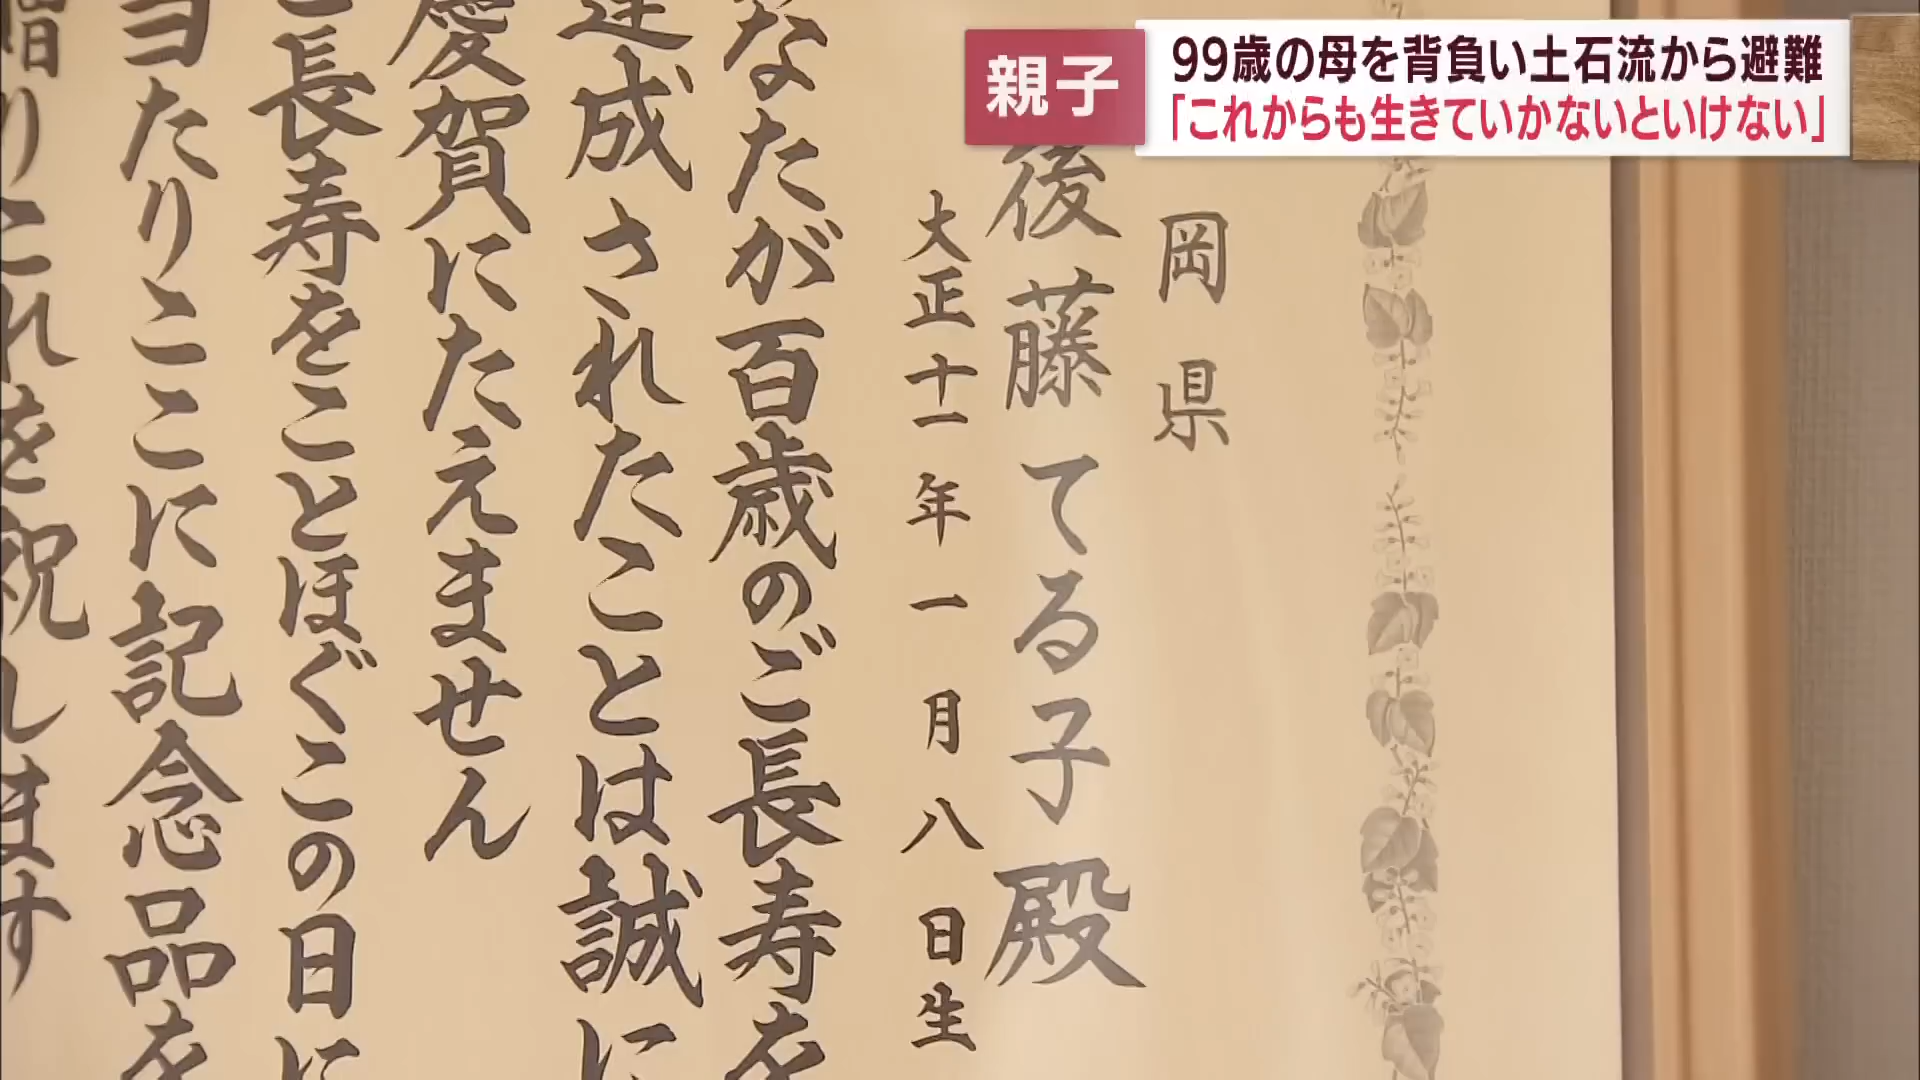 親子
99歳の母を背負い土石流から避難
「これからも生きていかないといけない」
岡県
後藤てる子殿
大正十一年一月八日生
なたが百歳のご長寿を
達成されたことは誠に
慶賀にたえません
ご長寿をことほぐこの日に
当たりここに記念品を
贈りこれを祝します